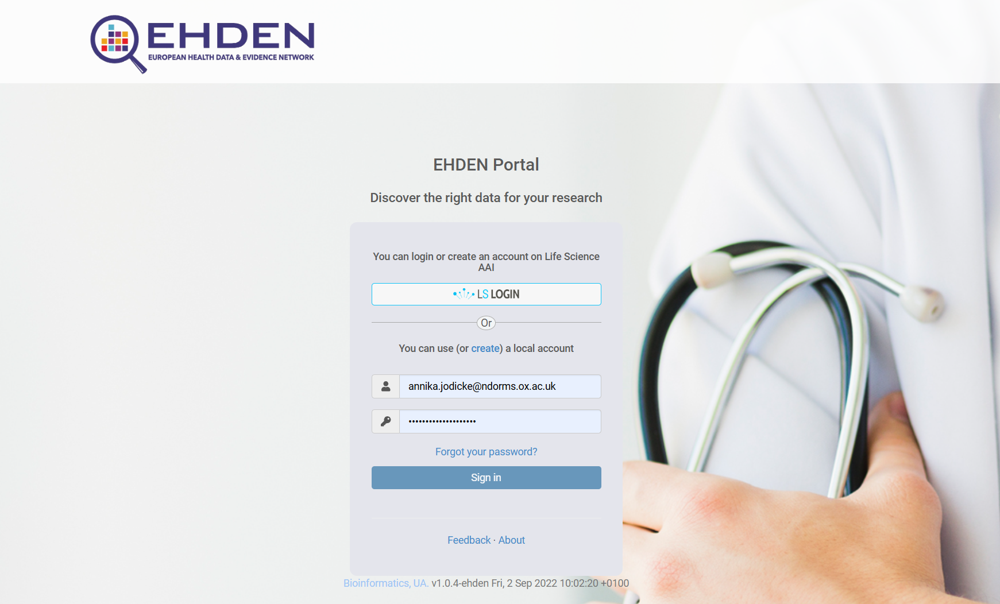 EHDEN
EUROPEAN HEALTH DATA & EVIDENCE NETWORK
EHDEN Portal
Discover the right data for your research
You can login or create an account on Life Science
AAI
LS LOGIN
Or
You can use (or create) a local account
annika.jodicke@ndorms.ox.ac.uk
••••••••••••••••••••
Forgot your password?
Sign in
Feedback · About
Bioinformatics, UA. v1.0.4-ehden Fri, 2 Sep 2022 10:02:20 +0100